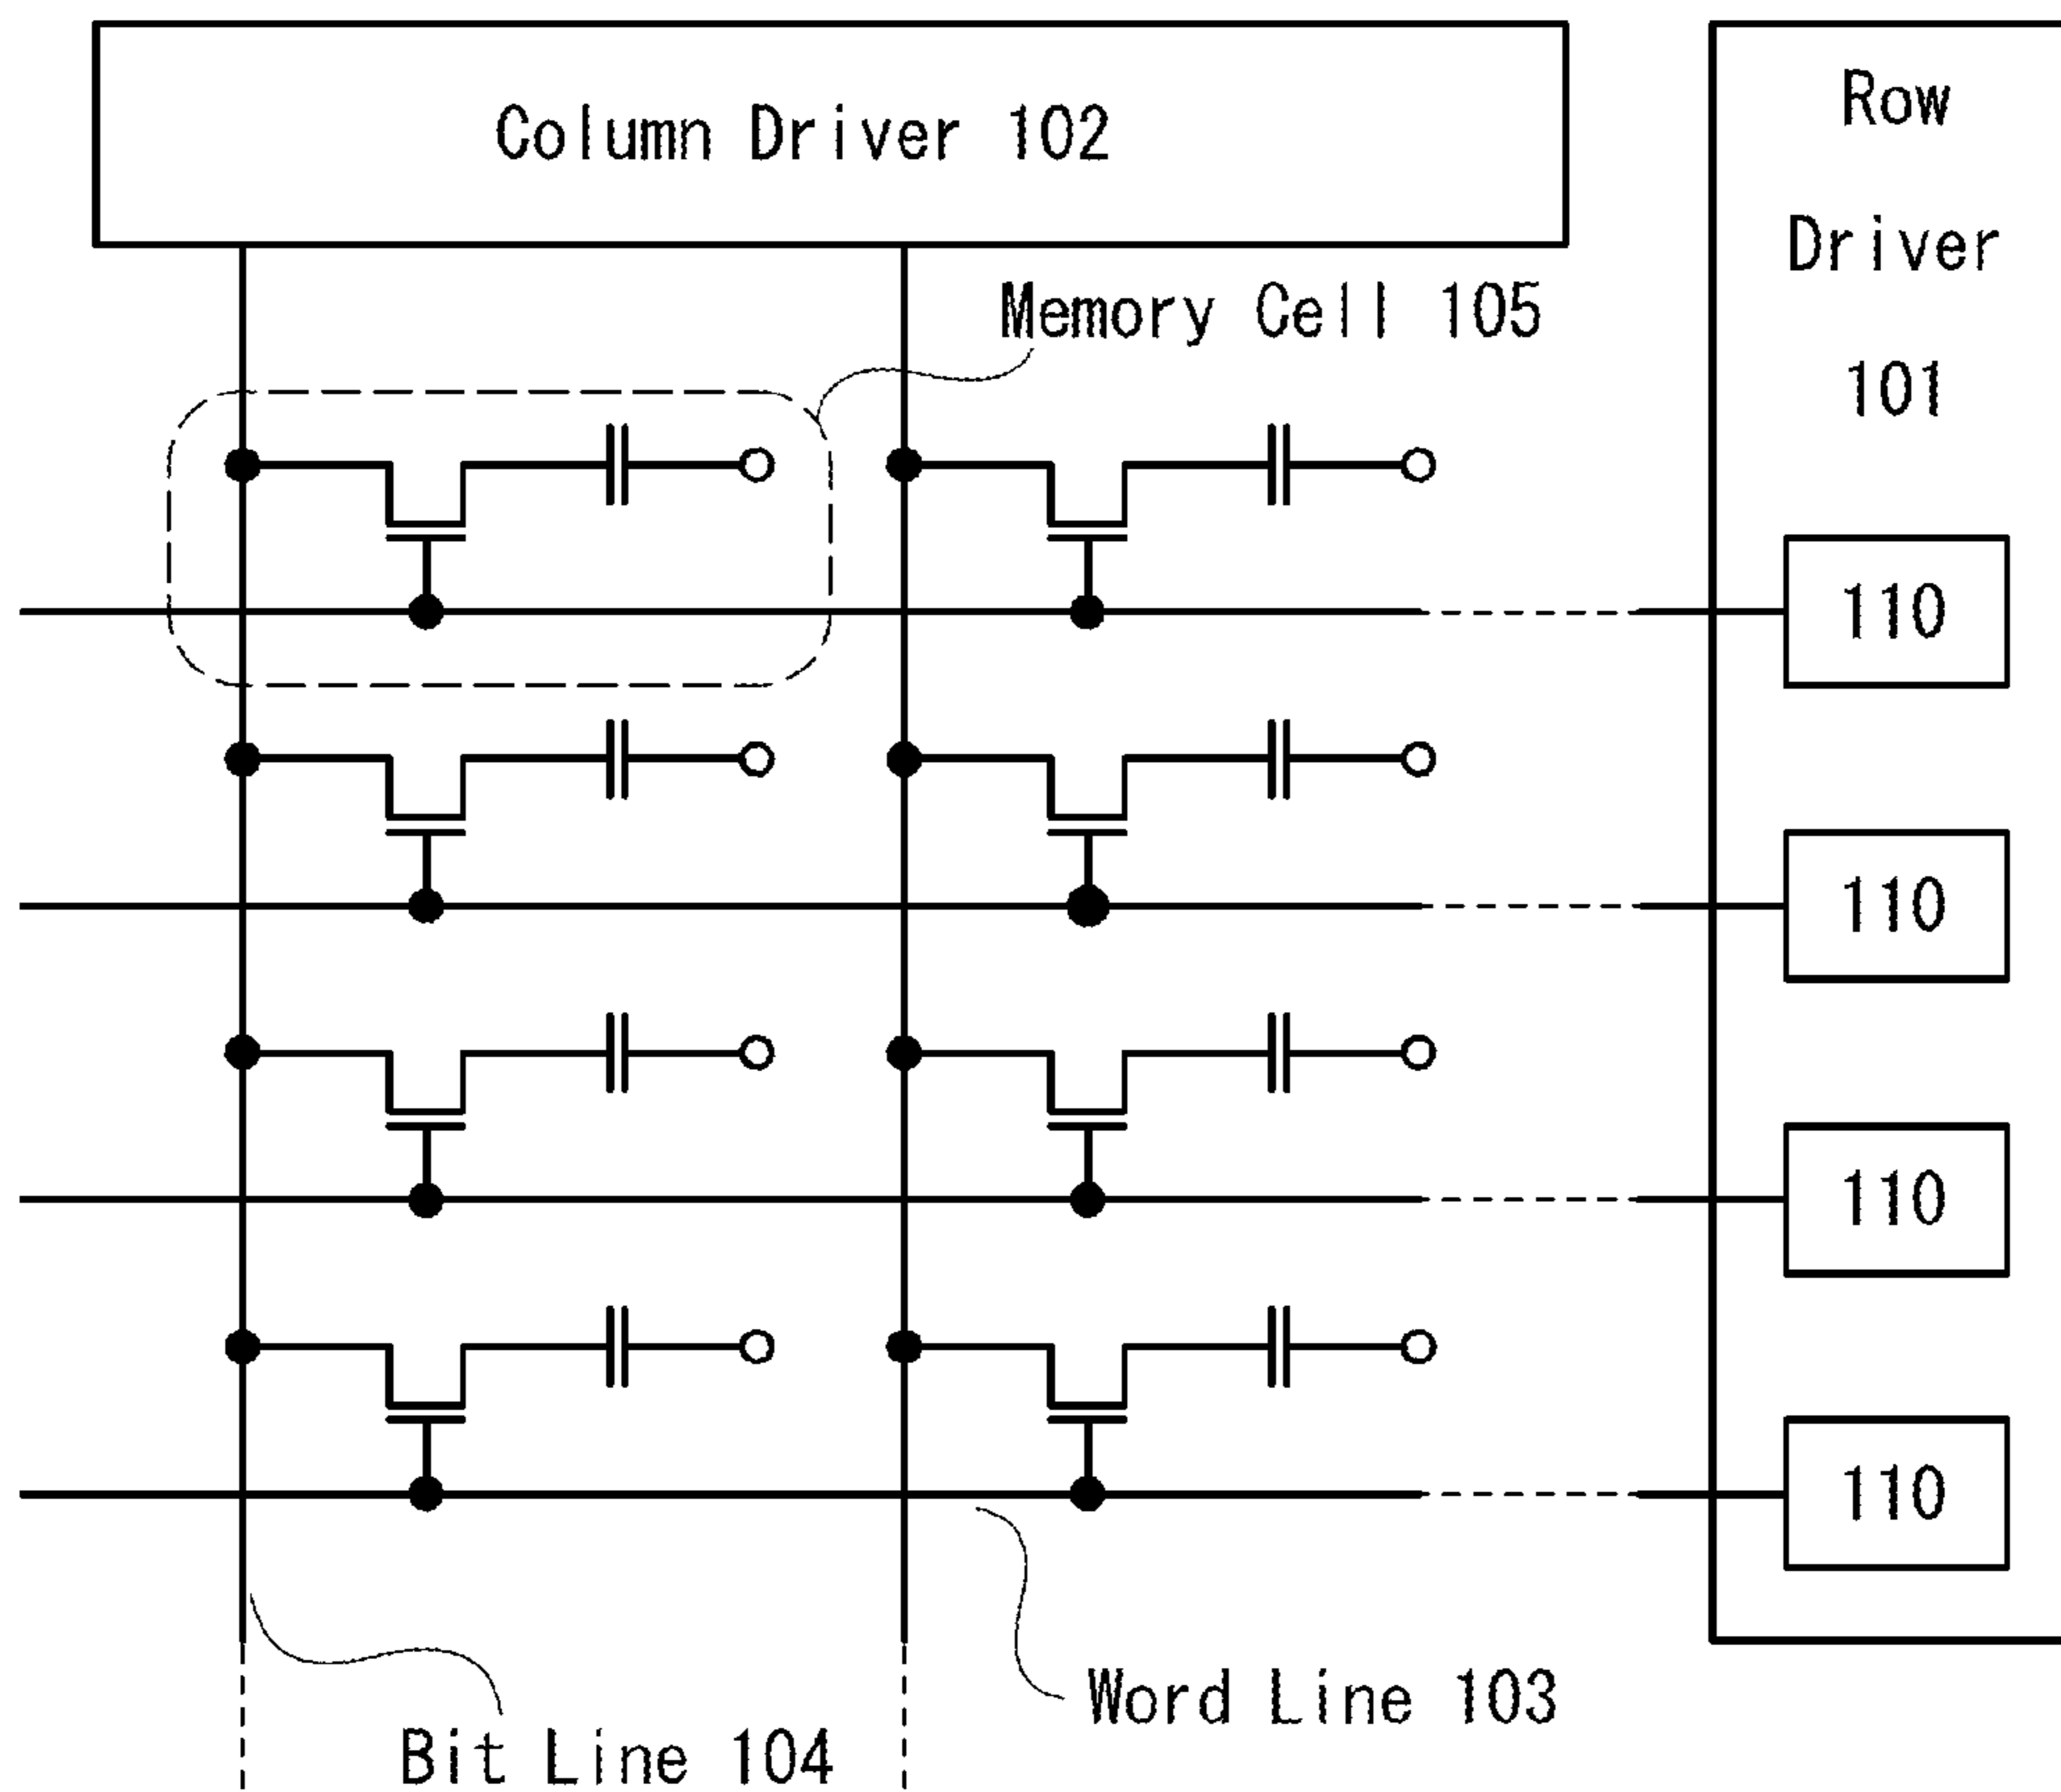 Column Driver 102
Row
Driver
101
Memory Cell 105
110
110
110
110
Word Line 103
Bit Line 104